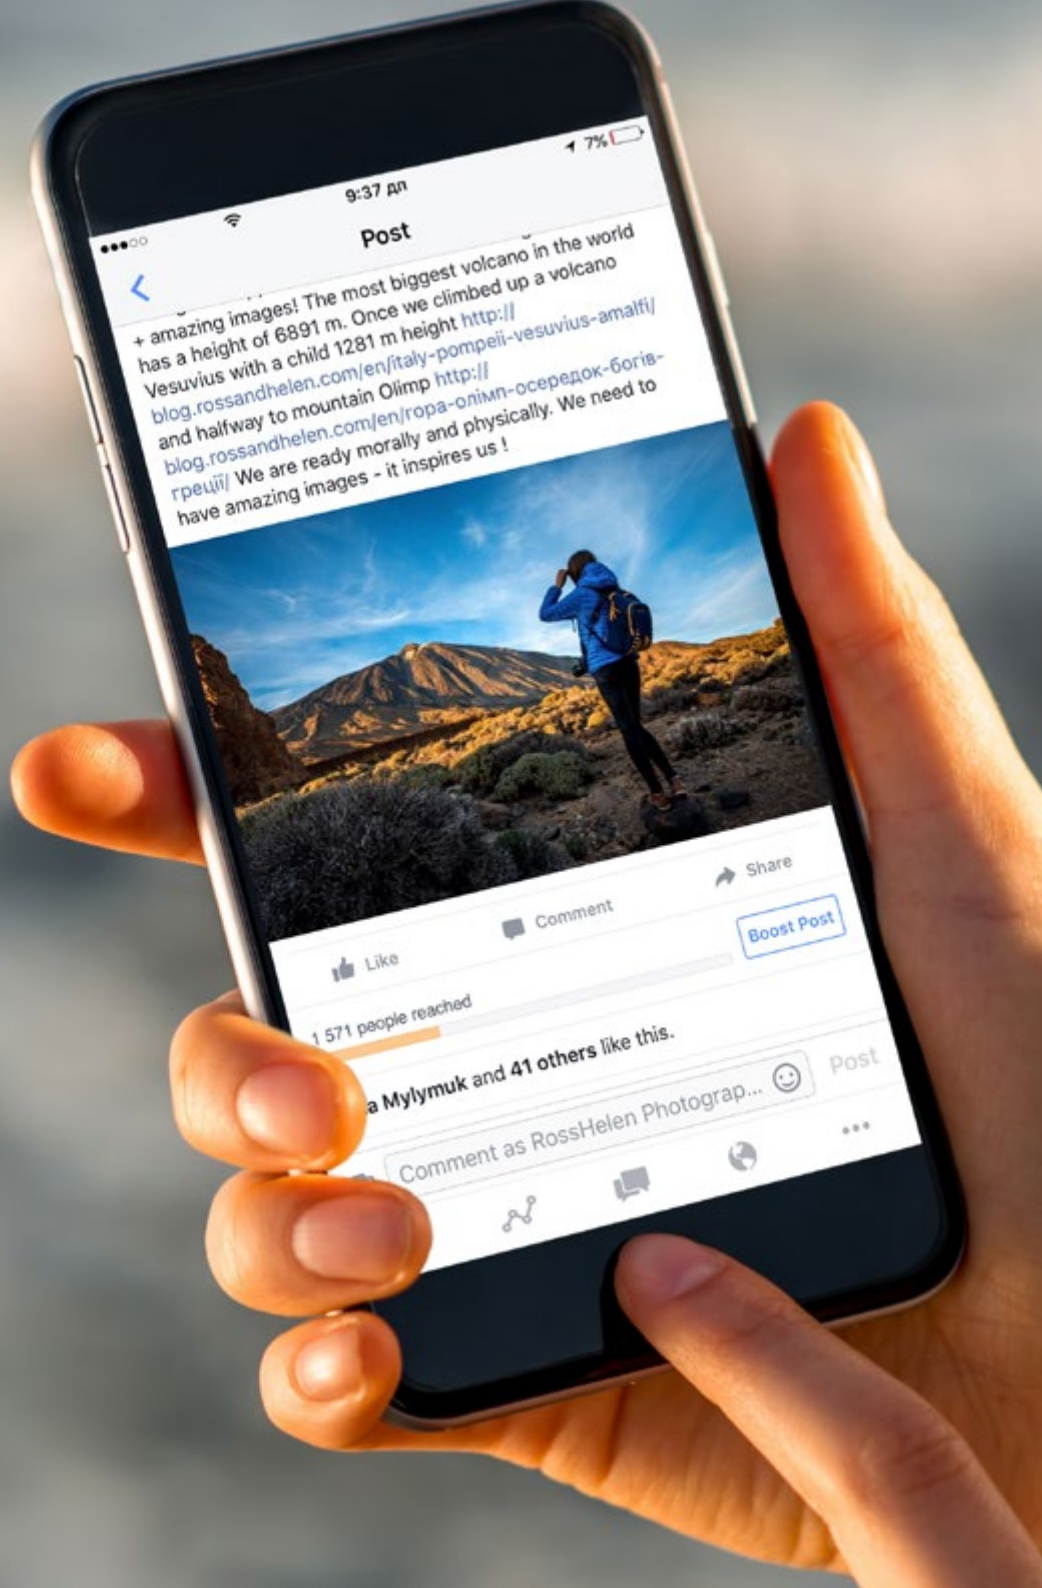 7%
9:37 дп
Post
+ amazing images! The most biggest volcano in the world
has a height of 6891 m. Once we climbed up a volcano
Vesuvius with a child 1281 m height http://
blog.rossandhelen.com/en/italy-pompeii-vesuvius-amalfi/
and halfway to mountain Olimp http://
blog.rossandhelen.com/en/гора-олімп-осередок-богів-
греції/ We are ready morally and physically. We need to
have amazing images - it inspires us !
Like
Comment
Share
1 571 people reached
Boost Post
a Mylymuk and 41 others like this.
Comment as RossHelen Photograp...
Post